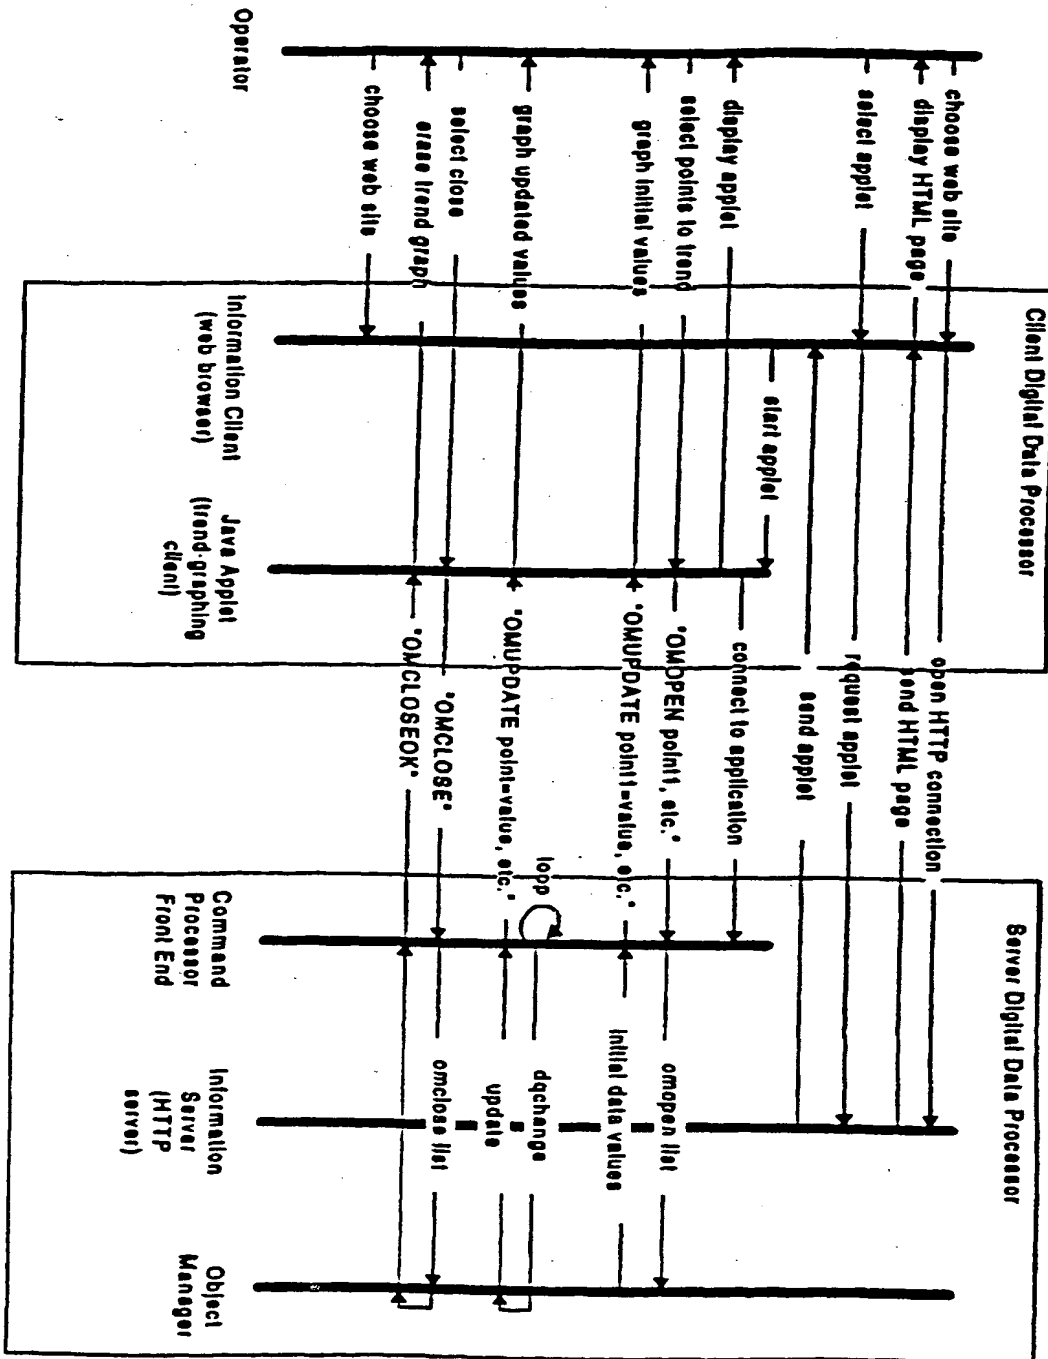 Client Digital Data Processor
Server Digital Data Processor
choose web site
open HTTP connection
display HTML page
send HTML page
select applet
request applet
send applet
start applet
connect to application
display applet
select points to trend
"OMOPEN point1, etc."
omopen list
graph initial values
"OMUPDATE point1=value, etc."
initial data values
loop
dqchange
graph updated values
"OMUPDATE point=value, etc."
update
select close
"OMCLOSE"
omclose list
erase trend graph
"OMCLOSEOK"
choose web site
Operator
Information Client
(web browser)
Java Applet
(trend-graphing
client)
Command
Processor
Front End
Information
Server
(HTTP
server)
Object
Manager